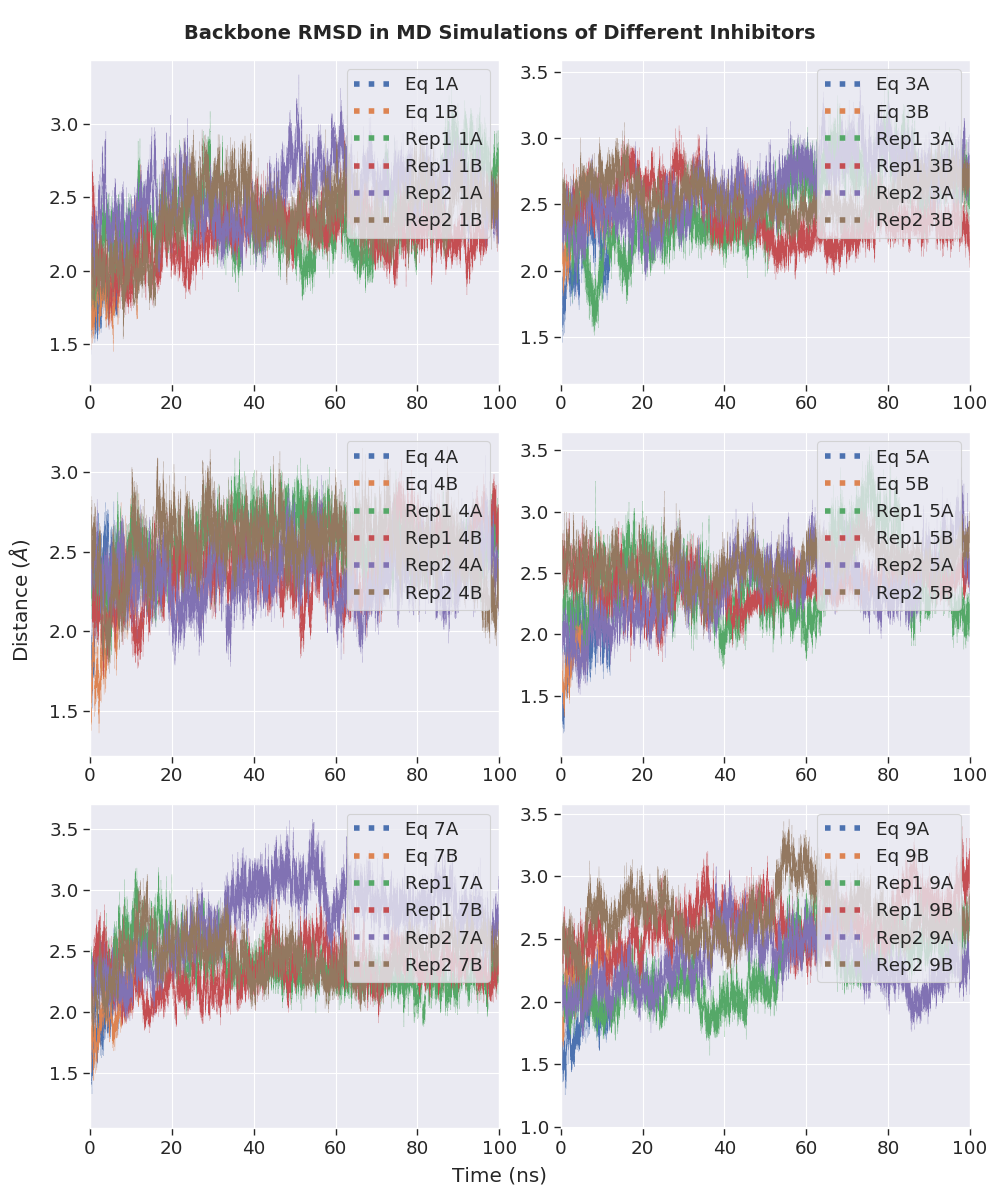 Backbone RMSD in MD Simulations of Different Inhibitors
3.0
2.5
2.0
1.5
0 20 40 60 80 100
Eq 1A
Eq 1B
Rep1 1A
Rep1 1B
Rep2 1A
Rep2 1B
3.5
3.0
2.5
2.0
1.5
0 20 40 60 80 100
Eq 3A
Eq 3B
Rep1 3A
Rep1 3B
Rep2 3A
Rep2 3B
Distance (Å)
3.0
2.5
2.0
1.5
0 20 40 60 80 100
Eq 4A
Eq 4B
Rep1 4A
Rep1 4B
Rep2 4A
Rep2 4B
3.5
3.0
2.5
2.0
1.5
0 20 40 60 80 100
Eq 5A
Eq 5B
Rep1 5A
Rep1 5B
Rep2 5A
Rep2 5B
3.5
3.0
2.5
2.0
1.5
0 20 40 60 80 100
Eq 7A
Eq 7B
Rep1 7A
Rep1 7B
Rep2 7A
Rep2 7B
3.5
3.0
2.5
2.0
1.5
1.0
0 20 40 60 80 100
Eq 9A
Eq 9B
Rep1 9A
Rep1 9B
Rep2 9A
Rep2 9B
Time (ns)